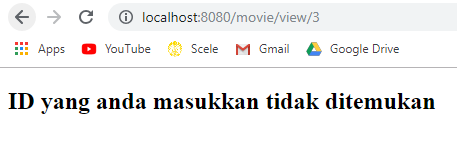 localhost:8080/movie/view/3
Apps YouTube Scele Gmail Google Drive
ID yang anda masukkan tidak ditemukan